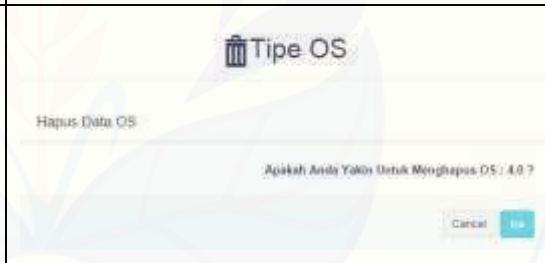 Tipe OS
Hapus Data OS
Apakah Anda Yakin Untuk Menghapus OS : 4.0 ?
Cancel